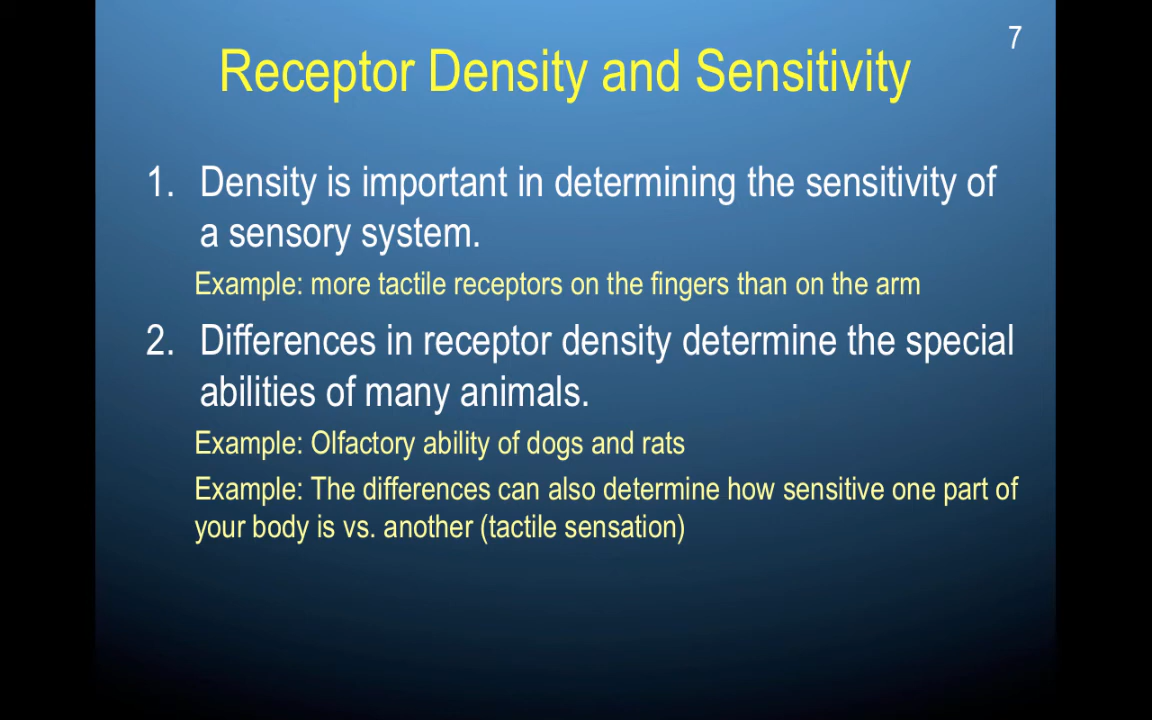 7
Receptor Density and Sensitivity
1. Density is important in determining the sensitivity of
a sensory system.
Example: more tactile receptors on the fingers than on the arm
2. Differences in receptor density determine the special
abilities of many animals.
Example: Olfactory ability of dogs and rats
Example: The differences can also determine how sensitive one part of
your body is vs. another (tactile sensation)